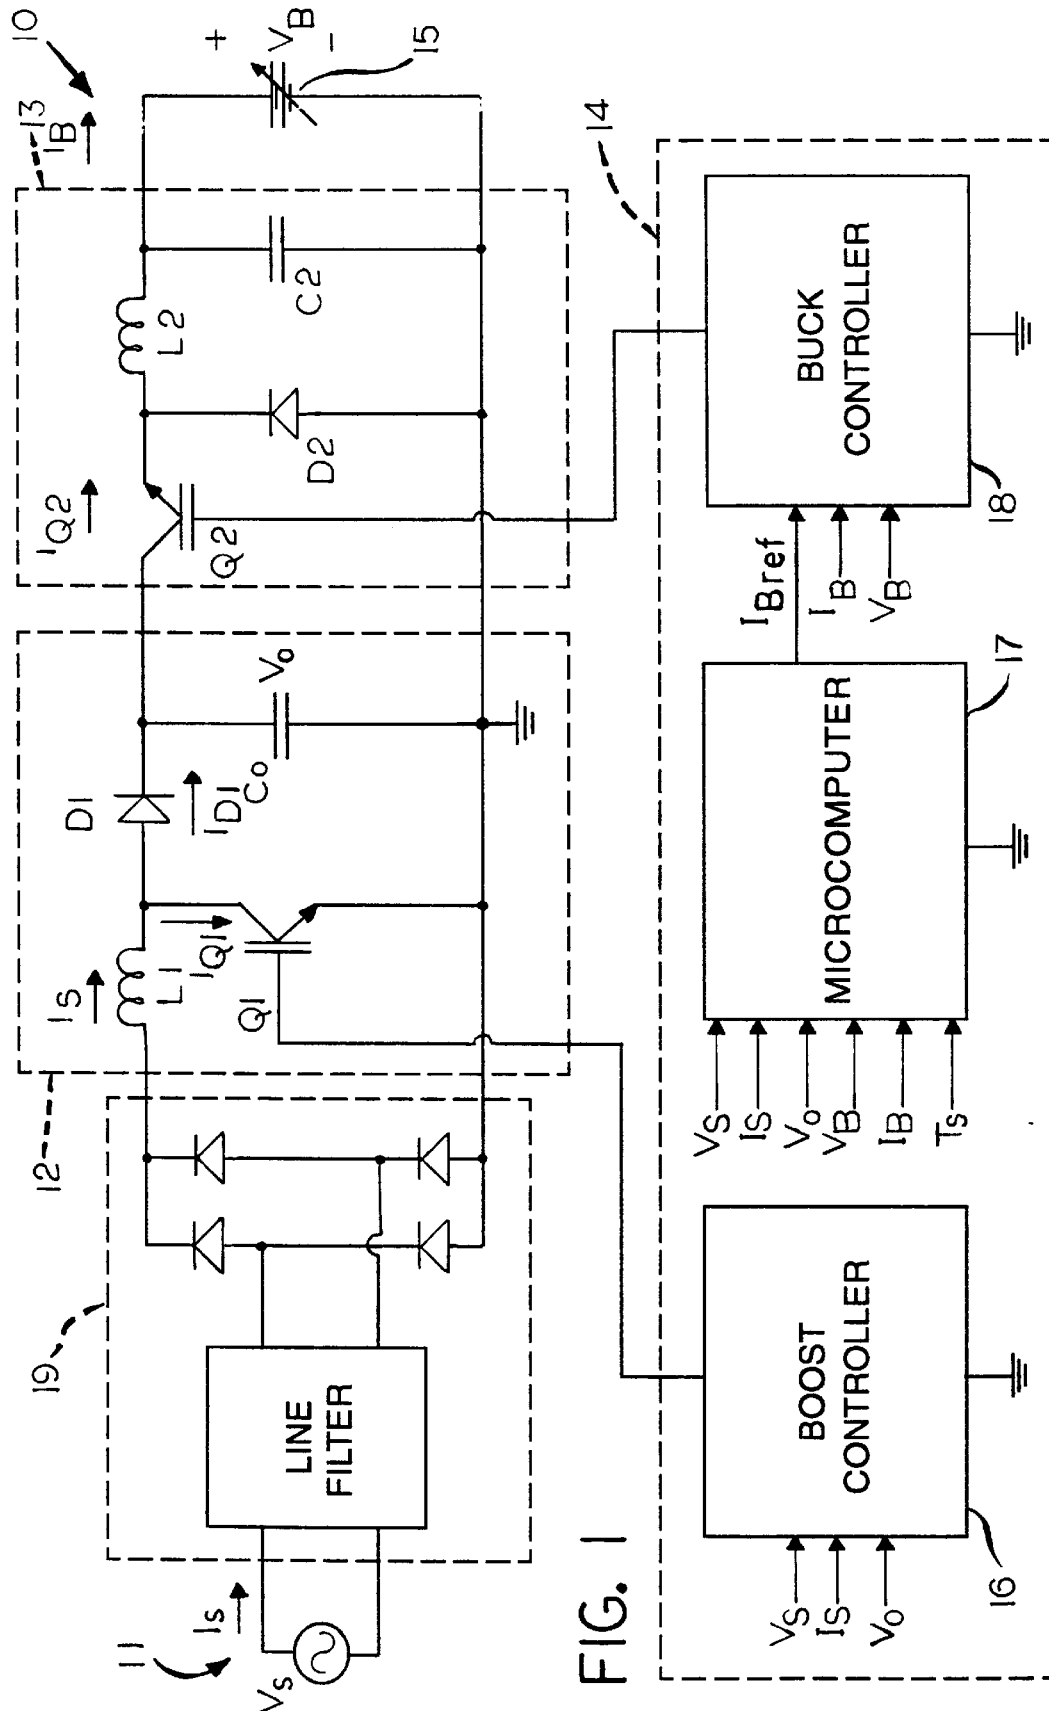 10
11
Vs
Is
19
LINE
FILTER
12
Is
L1
IQ1
Q1
D1
ID1
Co
Vo
13
IQ2
Q2
D2
L2
C2
IB
+
VB
−
15
FIG. 1
14
VS
IS
Vo
BOOST
CONTROLLER
16
VS
IS
Vo
VB
IB
Ts
MICROCOMPUTER
17
IBref
IB
VB
BUCK
CONTROLLER
18